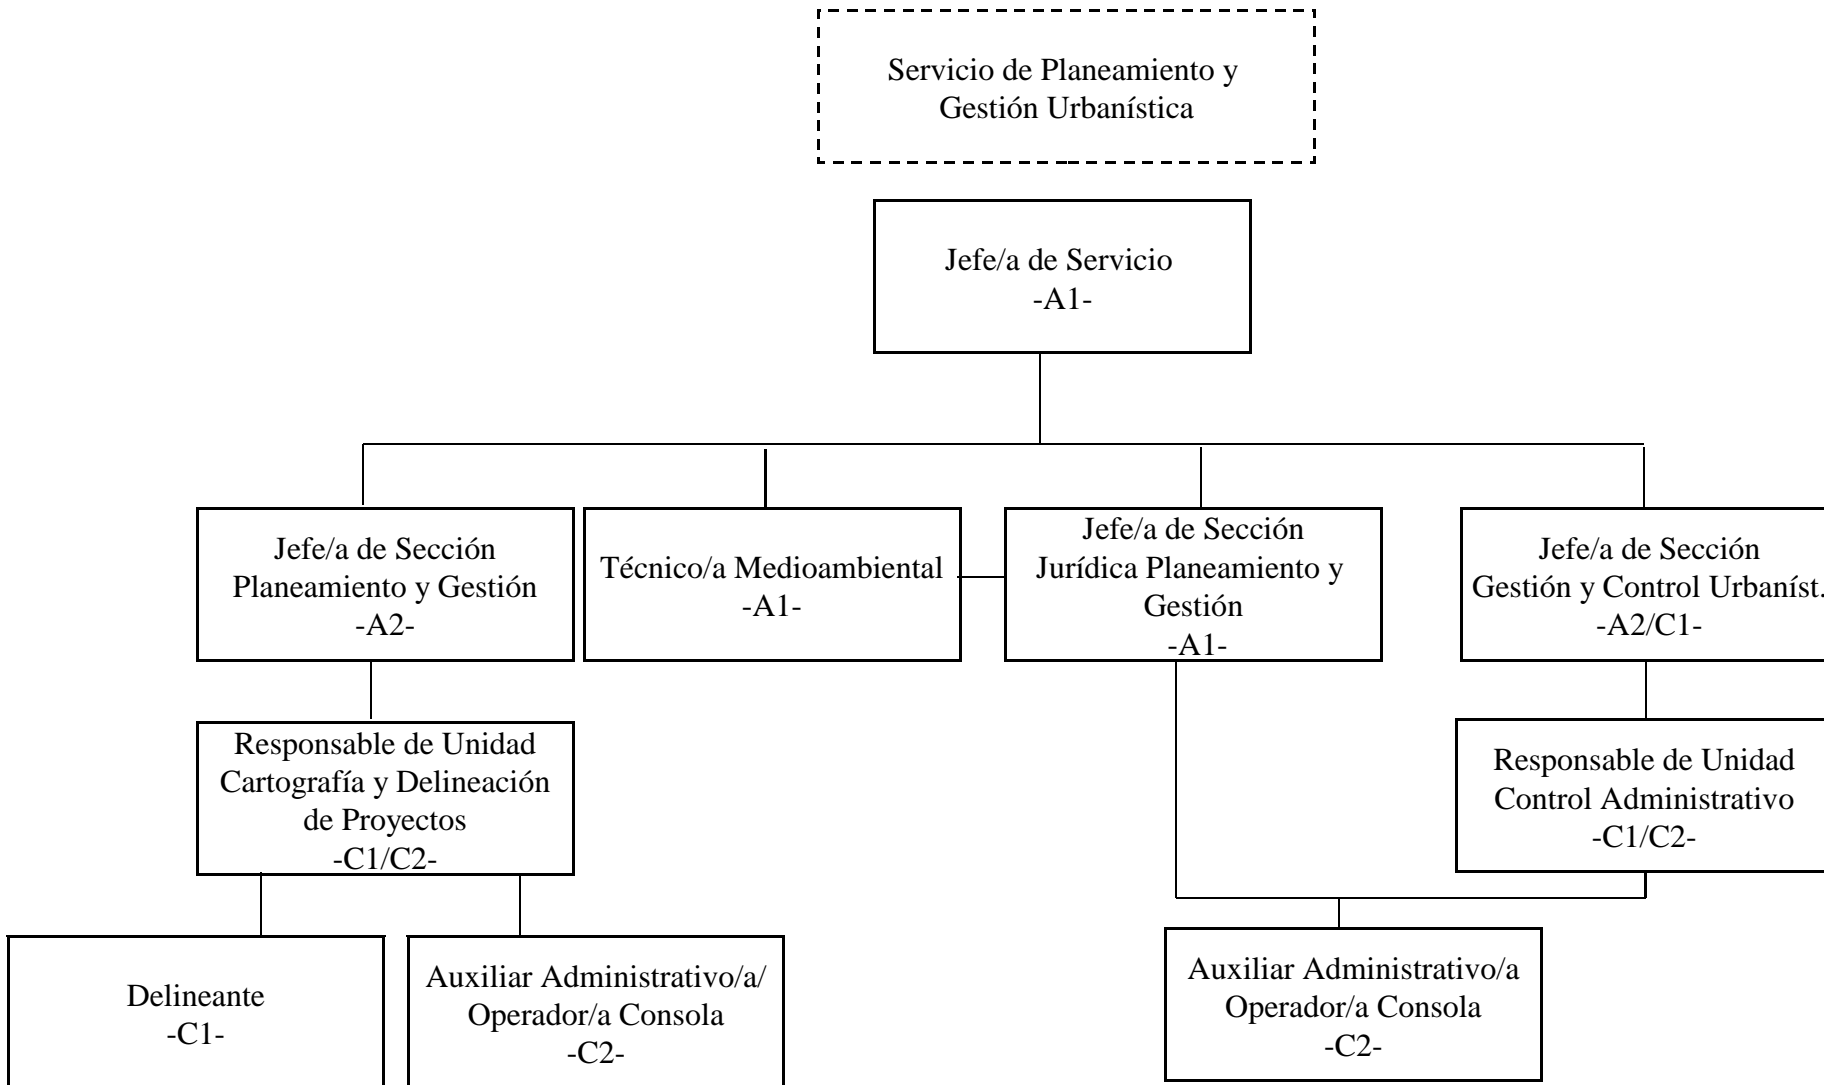 Servicio de Planeamiento y
Gestión Urbanística
Jefe/a de Servicio
-A1-
Jefe/a de Sección
Planeamiento y Gestión
-A2-
Técnico/a Medioambiental
-A1-
Jefe/a de Sección
Jurídica Planeamiento y
Gestión
-A1-
Jefe/a de Sección
Gestión y Control Urbaníst.
-A2/C1-
Responsable de Unidad
Cartografía y Delineación
de Proyectos
-C1/C2-
Responsable de Unidad
Control Administrativo
-C1/C2-
Delineante
-C1-
Auxiliar Administrativo/a/
Operador/a Consola
-C2-
Auxiliar Administrativo/a
Operador/a Consola
-C2-